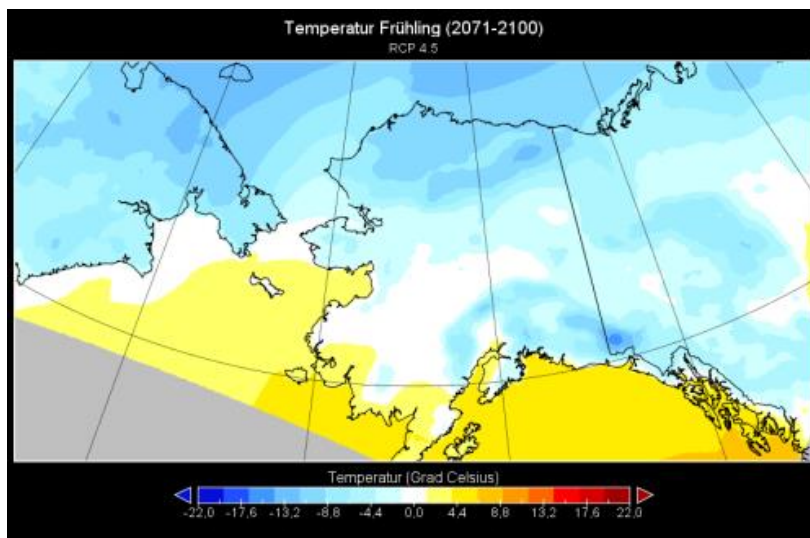 Temperatur Frühling (2071-2100)
RCP 4.5
Temperatur (Grad Celsius)
-22,0 -17,6 -13,2 -8,8 -4,4 0,0 4,4 8,8 13,2 17,6 22,0